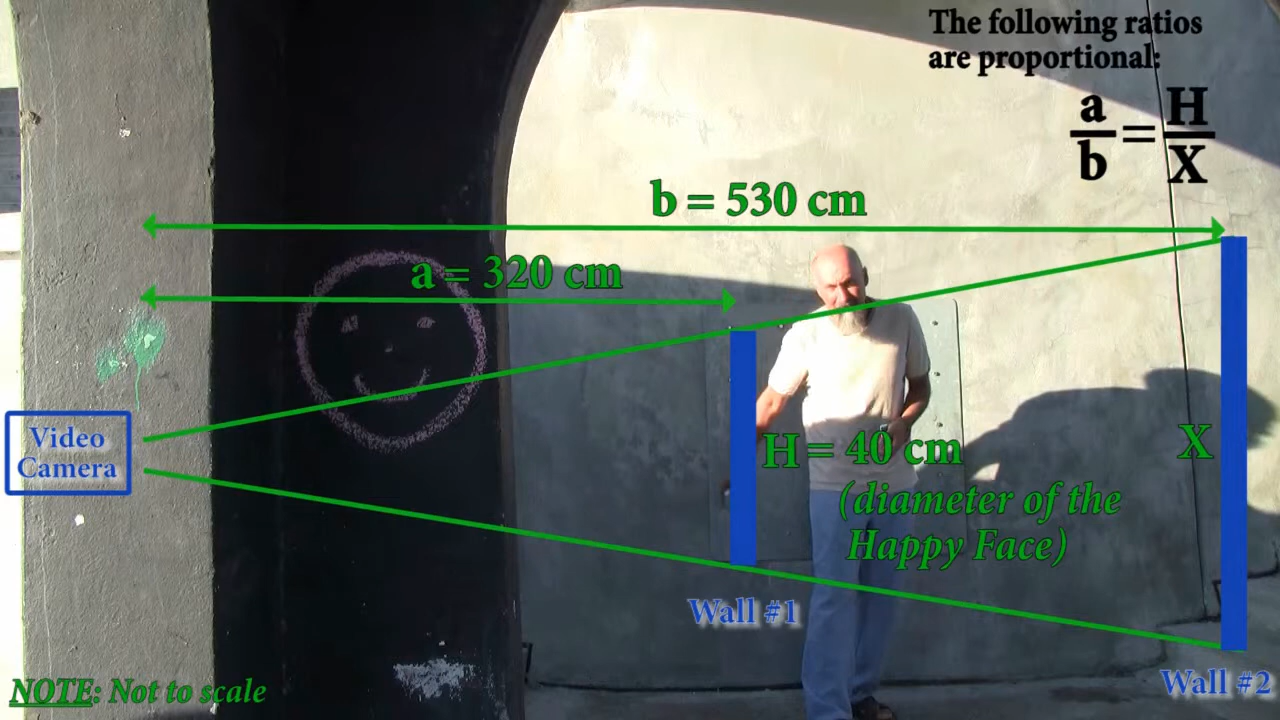 The following ratios
are proportional:
a/b = H/X
b = 530 cm
a = 320 cm
Video
Camera
H = 40 cm
X
(diameter of the
Happy Face)
Wall #1
Wall #2
NOTE: Not to scale